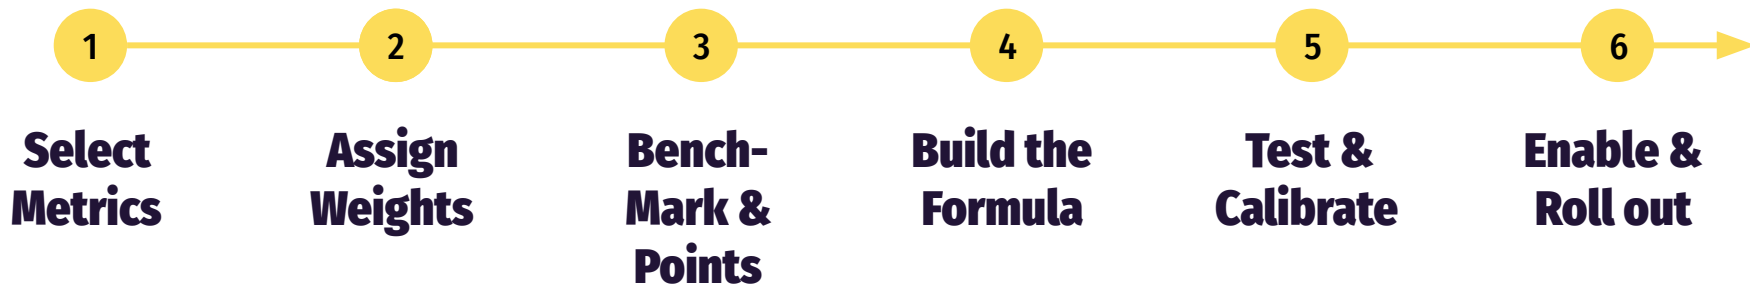 1
2
3
4
5
6
Select
Metrics
Assign
Weights
Bench-
Mark &
Points
Build the
Formula
Test &
Calibrate
Enable &
Roll out